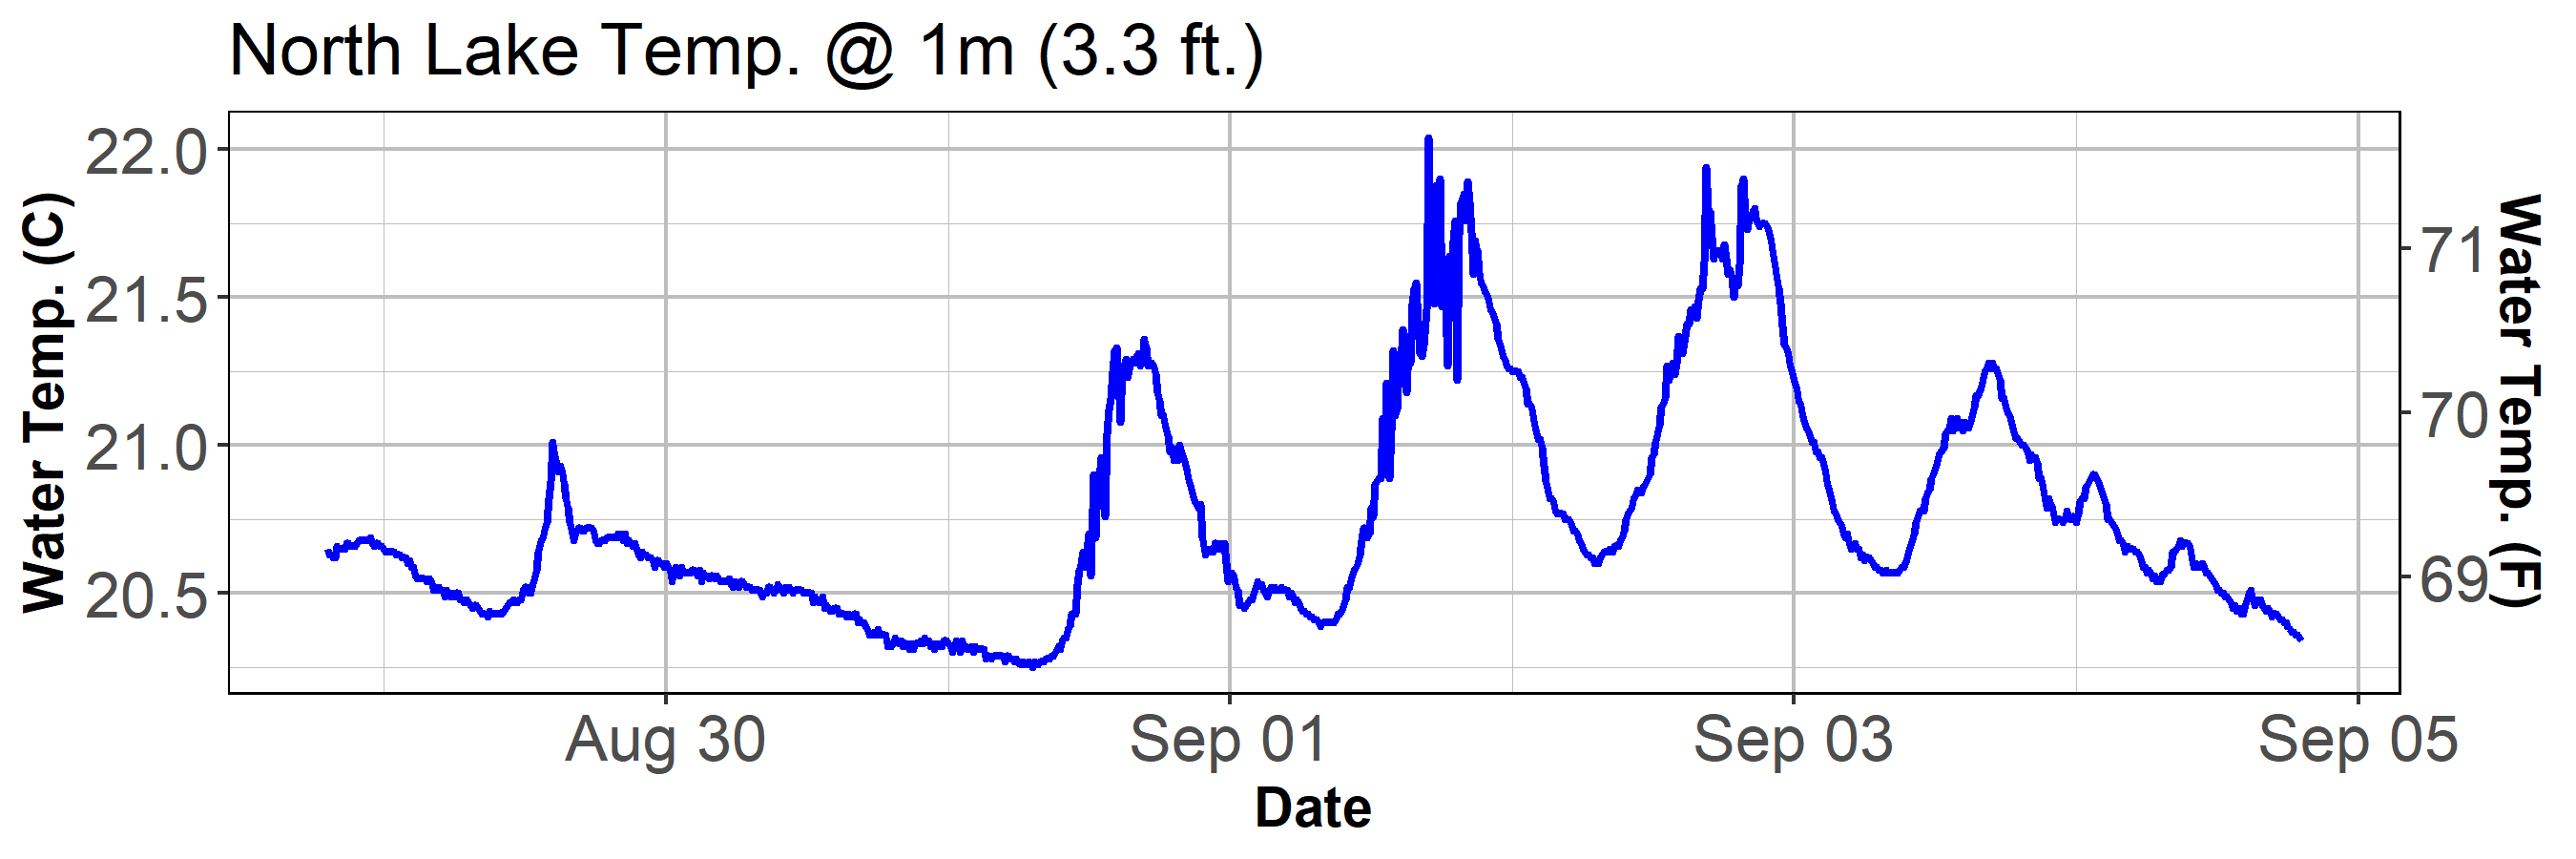 North Lake Temp. @ 1m (3.3 ft.)
Water Temp. (C)
22.0
21.5
21.0
20.5
71
70
69
Water Temp. (F)
Aug 30
Sep 01
Sep 03
Sep 05
Date